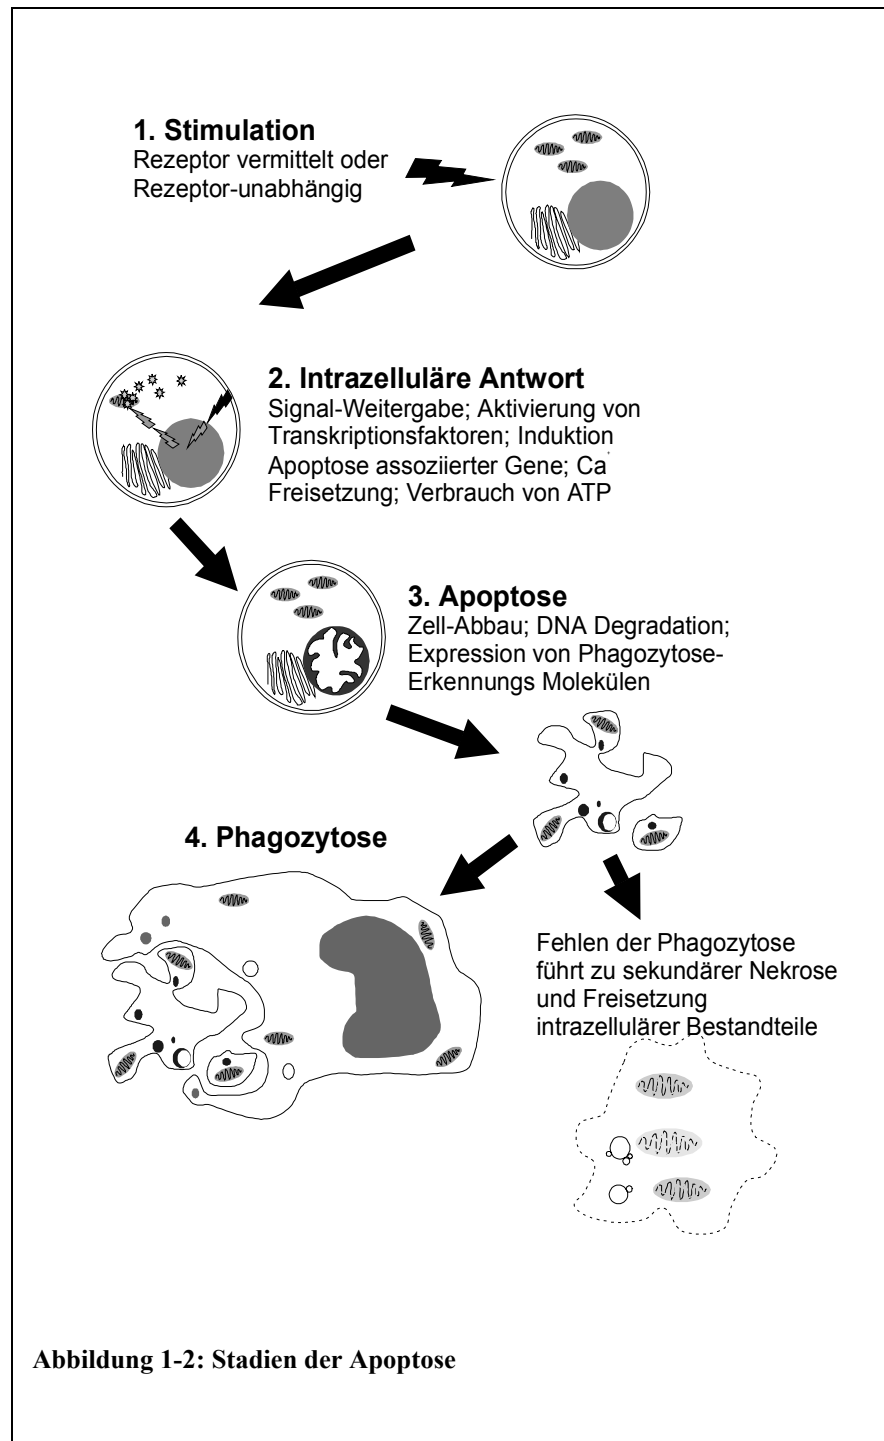 1. Stimulation
Rezeptor vermittelt oder
Rezeptor-unabhängig
2. Intrazelluläre Antwort
Signal-Weitergabe; Aktivierung von
Transkriptionsfaktoren; Induktion
Apoptose assoziierter Gene; Ca
Freisetzung; Verbrauch von ATP
3. Apoptose
Zell-Abbau; DNA Degradation;
Expression von Phagozytose-
Erkennungs Molekülen
4. Phagozytose
Fehlen der Phagozytose
führt zu sekundärer Nekrose
und Freisetzung
intrazellulärer Bestandteile
Abbildung 1-2: Stadien der Apoptose